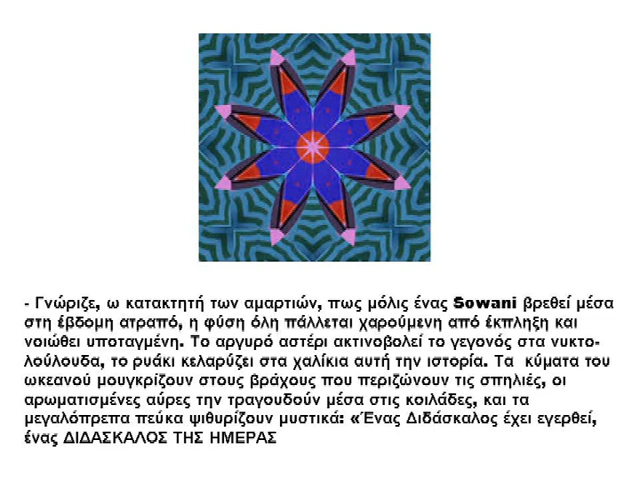 - Γνώριζε, ω κατακτητή των αμαρτιών, πως μόλις ένας Sowani βρεθεί μέσα
στη έβδομη ατραπό, η φύση όλη πάλλεται χαρούμενη από έκπληξη και
νοιώθει υποταγμένη. Το αργυρό αστέρι ακτινοβολεί το γεγονός στα νυκτο-
λούλουδα, το ρυάκι κελαρύζει στα χαλίκια αυτή την ιστορία. Τα κύματα του
ωκεανού μουγκρίζουν στους βράχους που περιζώνουν τις σπηλιές, οι
αρωματισμένες αύρες την τραγουδούν μέσα στις κοιλάδες, και τα
μεγαλόπρεπα πεύκα ψιθυρίζουν μυστικά: «Ένας Διδάσκαλος έχει εγερθεί,
ένας ΔΙΔΑΣΚΑΛΟΣ ΤΗΣ ΗΜΕΡΑΣ